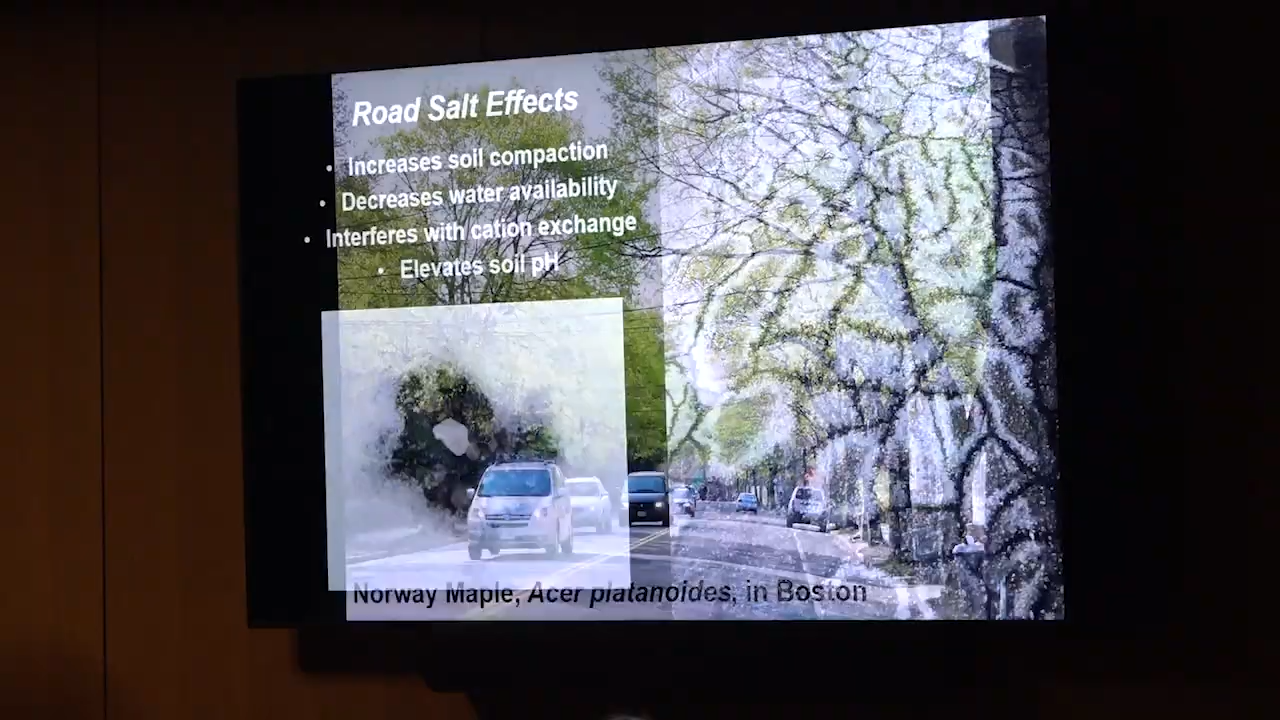 Road Salt Effects
• Increases soil compaction
• Decreases water availability
• Interferes with cation exchange
• Elevates soil pH
Norway Maple, Acer platanoides, in Boston